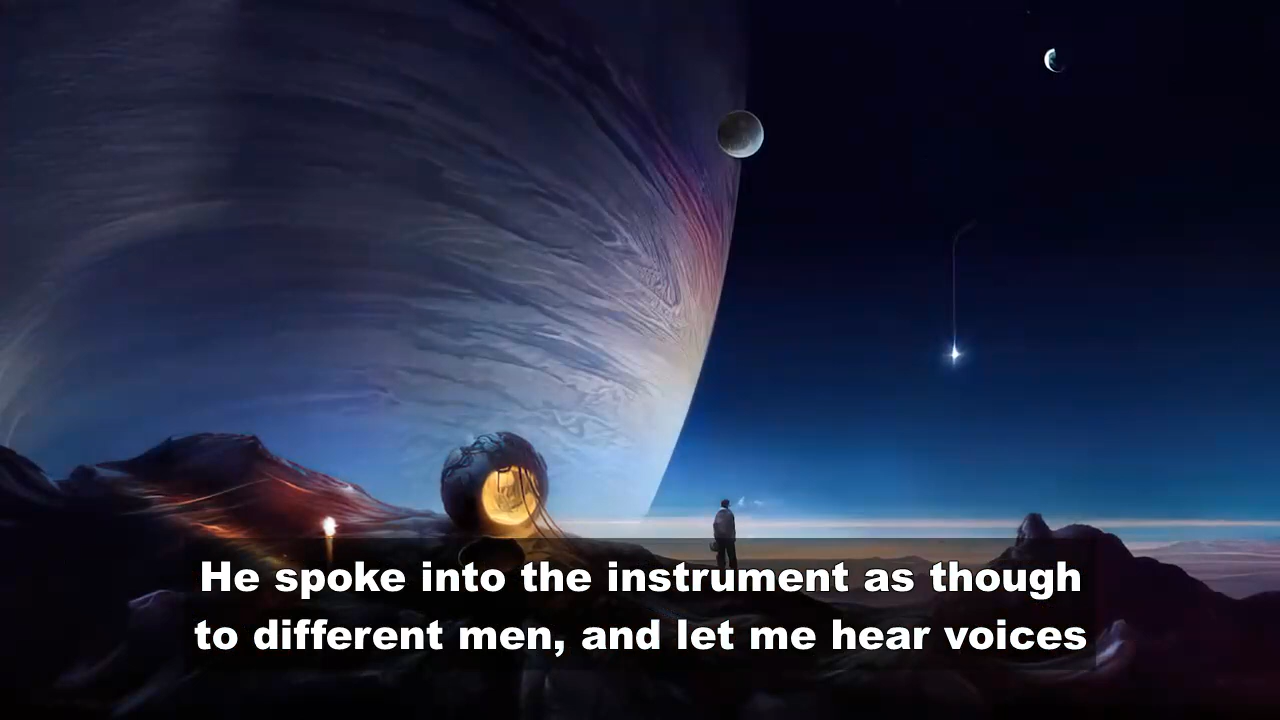 He spoke into the instrument as though
to different men, and let me hear voices